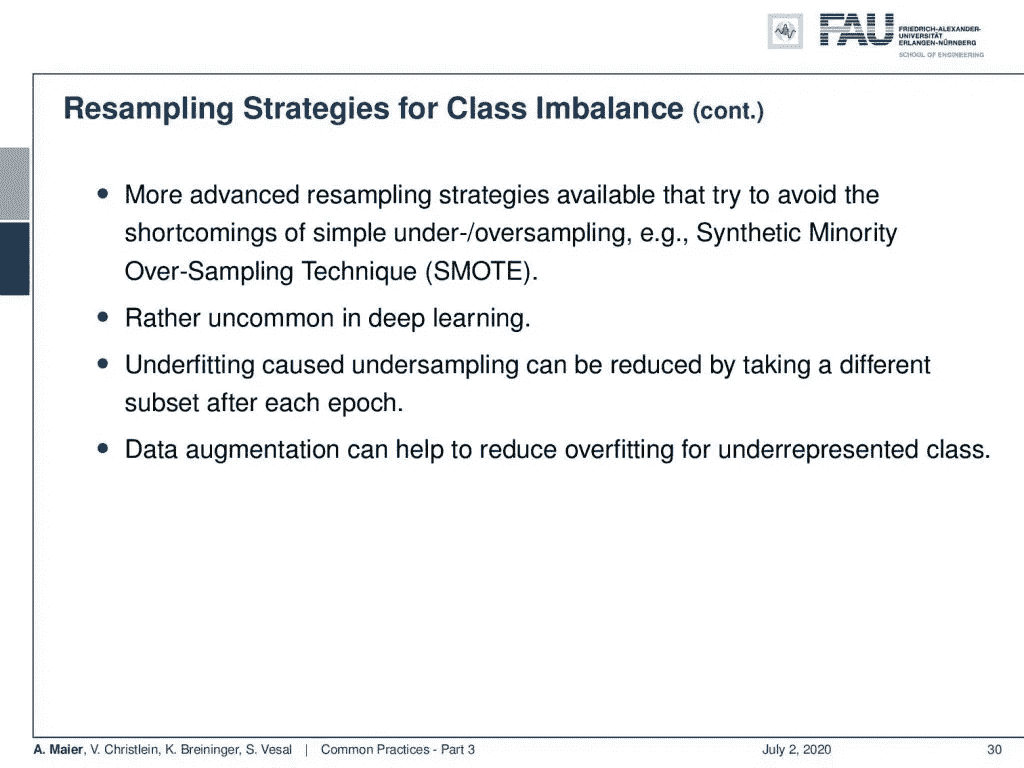 FAU
FRIEDRICH-ALEXANDER-
UNIVERSITÄT
ERLANGEN-NÜRNBERG
SCHOOL OF ENGINEERING
Resampling Strategies for Class Imbalance (cont.)
• More advanced resampling strategies available that try to avoid the
shortcomings of simple under-/oversampling, e.g., Synthetic Minority
Over-Sampling Technique (SMOTE).
• Rather uncommon in deep learning.
• Underfitting caused undersampling can be reduced by taking a different
subset after each epoch.
• Data augmentation can help to reduce overfitting for underrepresented class.
A. Maier, V. Christlein, K. Breininger, S. Vesal | Common Practices - Part 3 July 2, 2020 30